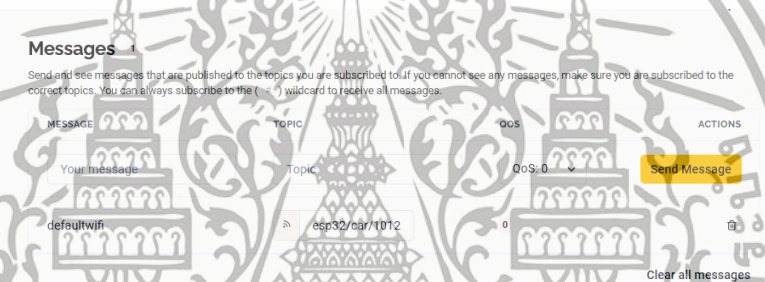 Messages 1
Send and see messages that are published to the topics you are subscribed to. If you cannot see any messages, make sure you are subscribed to the
correct topics. You can always subscribe to the ( ) wildcard to receive all messages.
MESSAGE TOPIC QOS ACTIONS
Your message Topic QoS: 0 Send Message
defaultwifi esp32/car/1012 0
Clear all messages